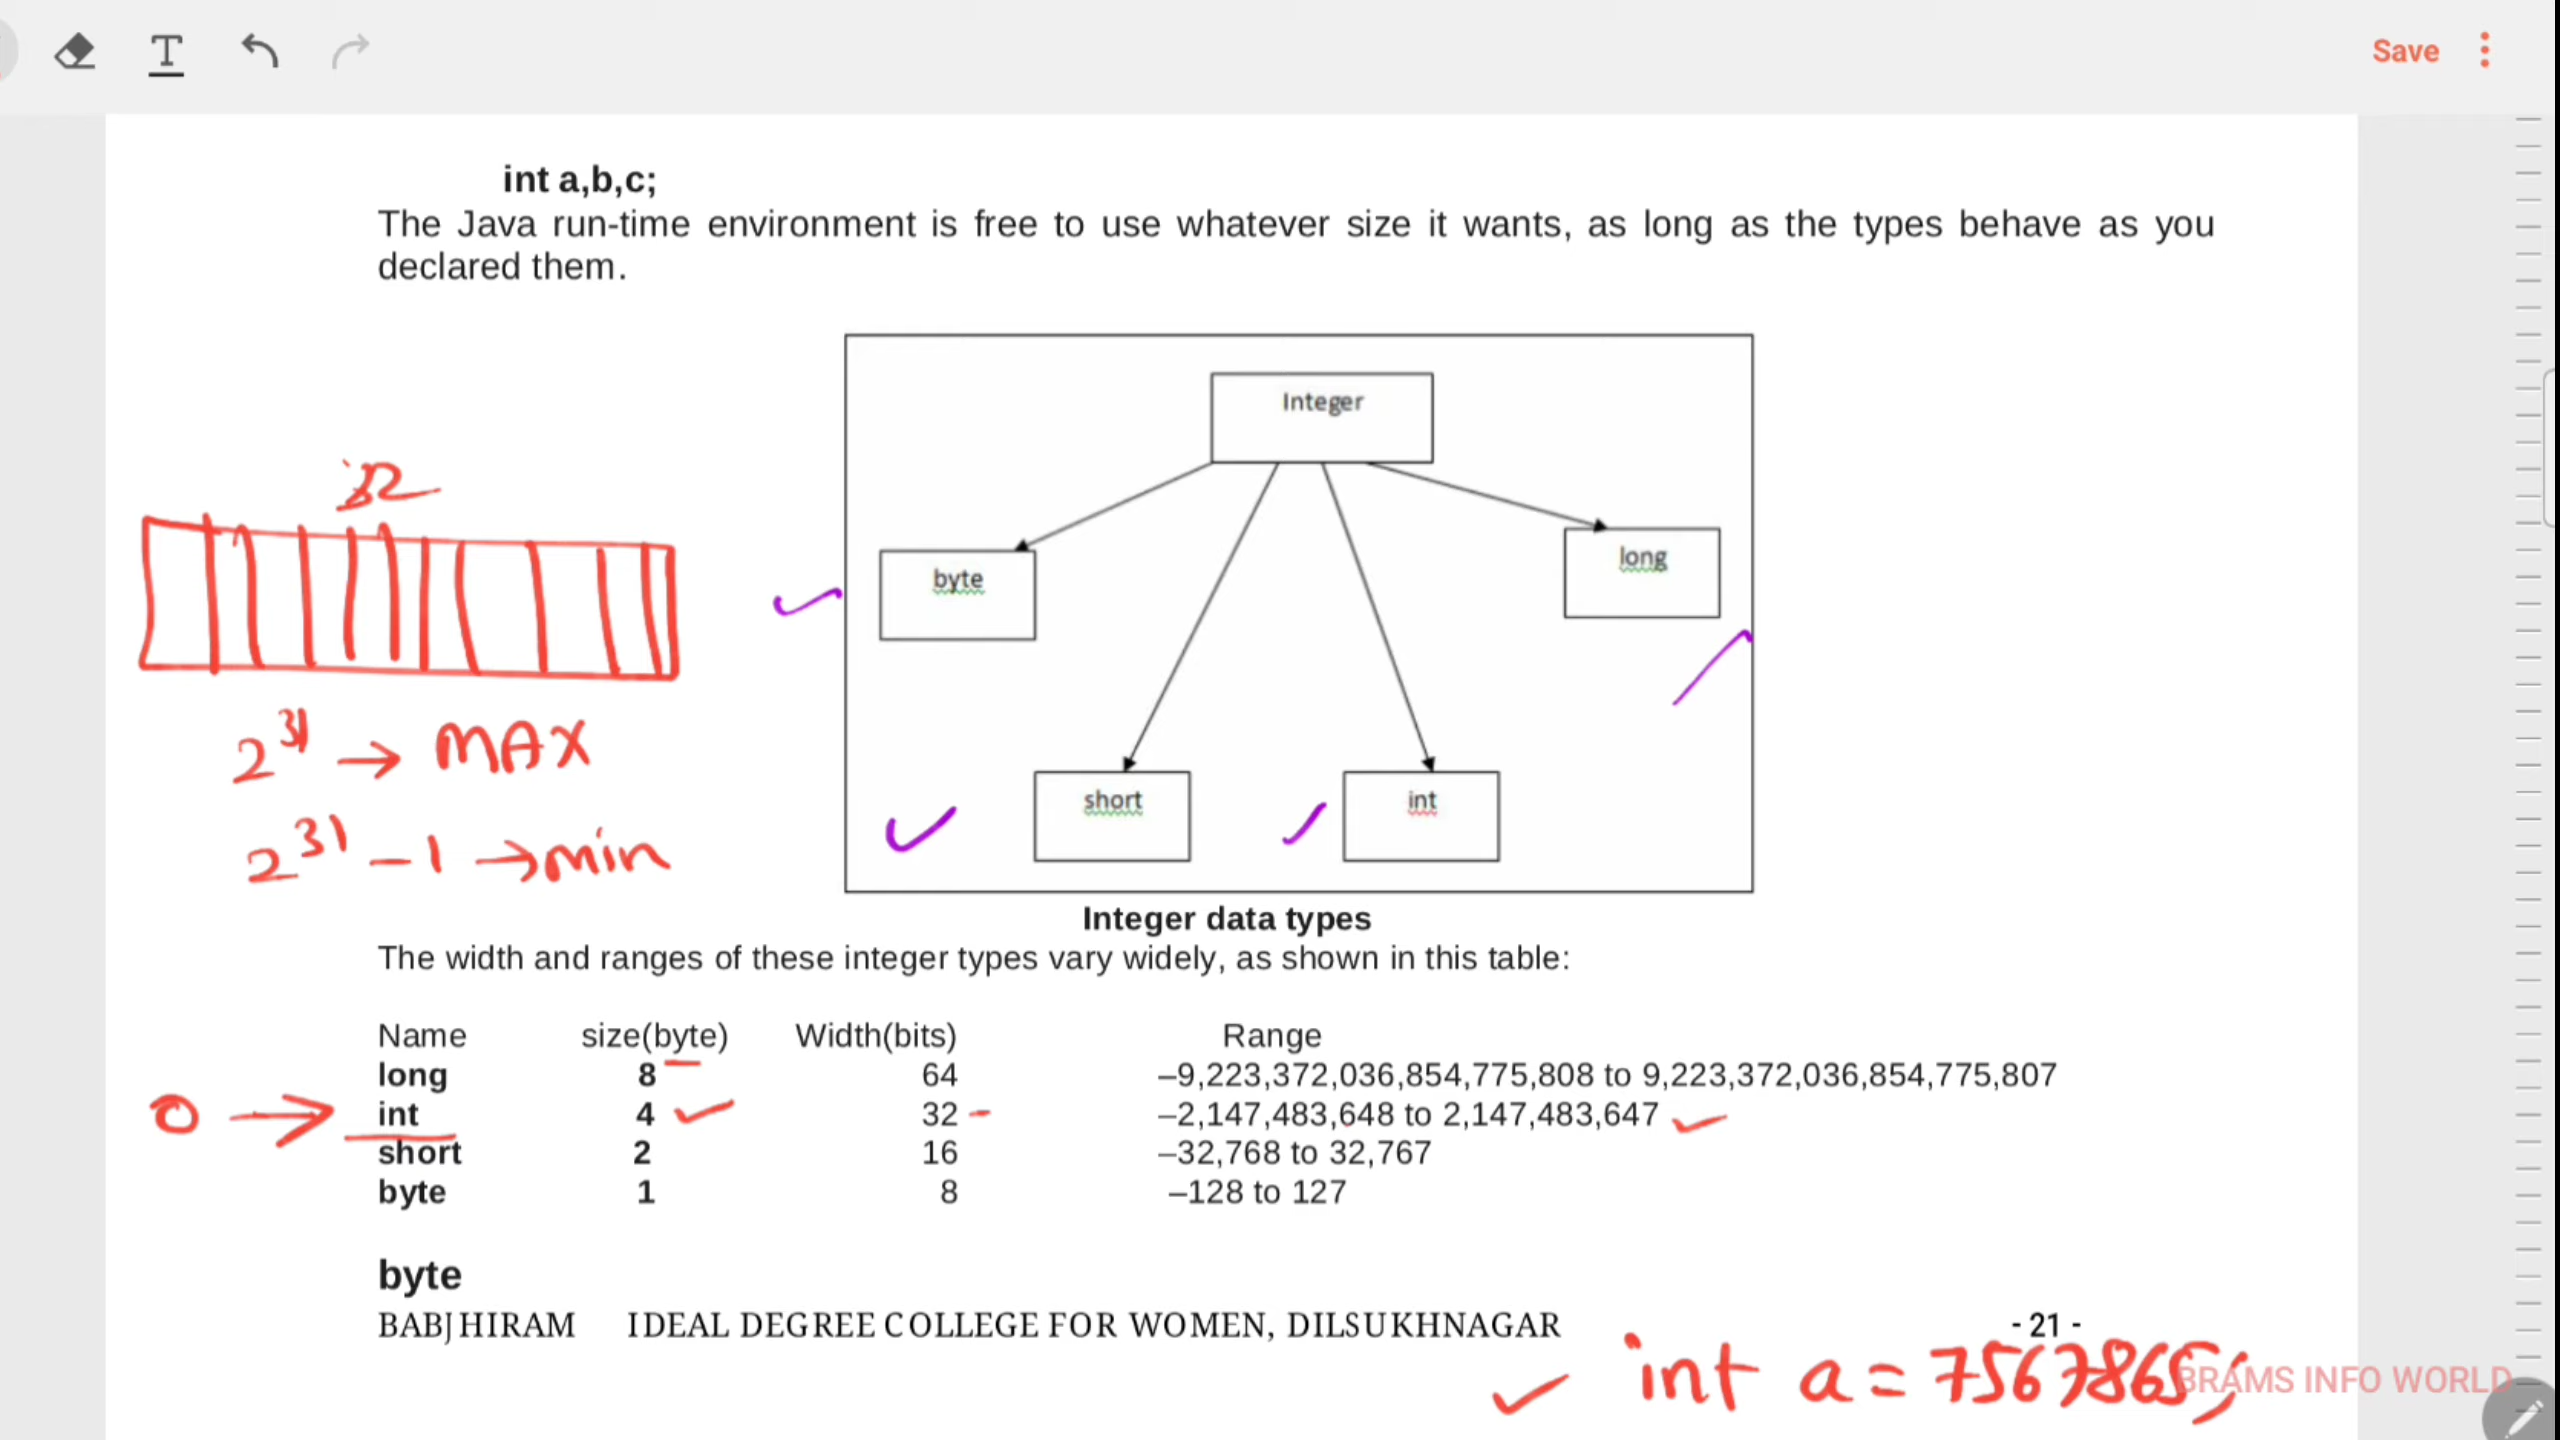 T
Save
int a,b,c;
The Java run-time environment is free to use whatever size it wants, as long as the types behave as you
declared them.
Integer
byte
long
short
int
32
2^31 → MAX
2^31 - 1 → min
Integer data types
The width and ranges of these integer types vary widely, as shown in this table:
Name size(byte) Width(bits) Range
long 8 64 –9,223,372,036,854,775,808 to 9,223,372,036,854,775,807
0 → int 4 32 –2,147,483,648 to 2,147,483,647
short 2 16 –32,768 to 32,767
byte 1 8 –128 to 127
byte
BABJHIRAM IDEAL DEGREE COLLEGE FOR WOMEN, DILSUKHNAGAR - 21 -
int a = 7567865;
BRAMS INFO WORLD